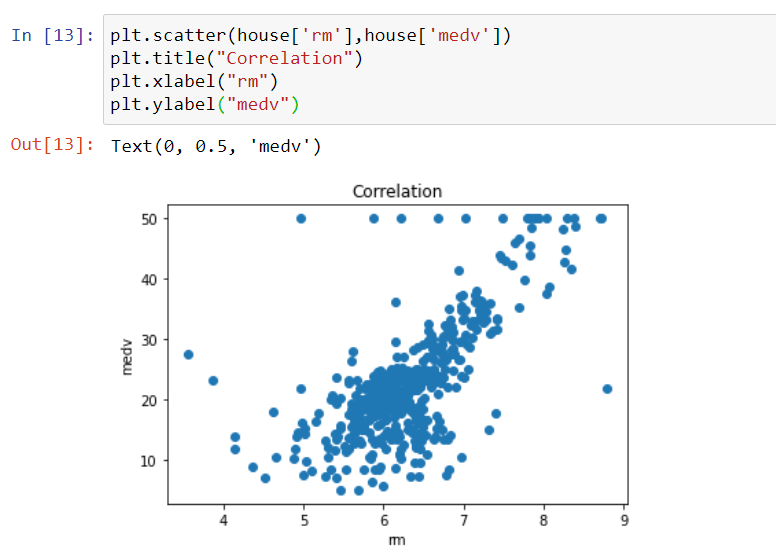 In [13]: plt.scatter(house['rm'],house['medv'])
plt.title("Correlation")
plt.xlabel("rm")
plt.ylabel("medv")
Out[13]: Text(0, 0.5, 'medv')
Correlation
50
40
30
20
10
medv
4 5 6 7 8 9
rm